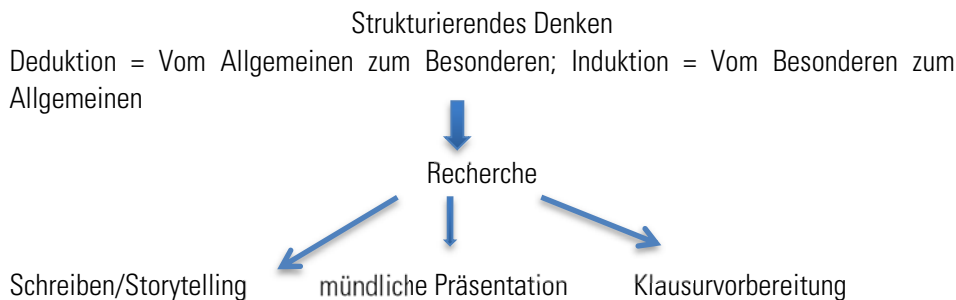 Strukturierendes Denken
Deduktion = Vom Allgemeinen zum Besonderen; Induktion = Vom Besonderen zum
Allgemeinen
Recherche
Schreiben/Storytelling mündliche Präsentation Klausurvorbereitung